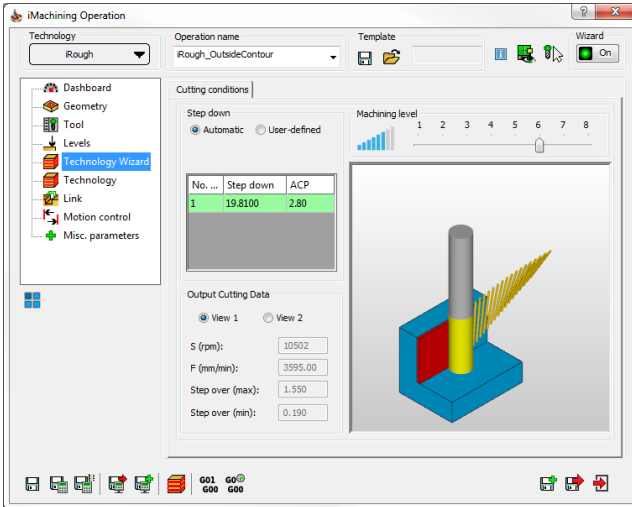 iMachining Operation
Technology
iRough
Operation name
iRough_OutsideContour
Template
Wizard
On
Dashboard
Geometry
Tool
Levels
Technology Wizard
Technology
Link
Motion control
Misc. parameters
Cutting conditions
Step down
Automatic
User-defined
No. ... Step down ACP
1 19.8100 2.80
Output Cutting Data
View 1
View 2
S (rpm): 10502
F (mm/min): 3595.00
Step over (max): 1.550
Step over (min): 0.190
Machining level
1 2 3 4 5 6 7 8
G01 G0
G00 G00